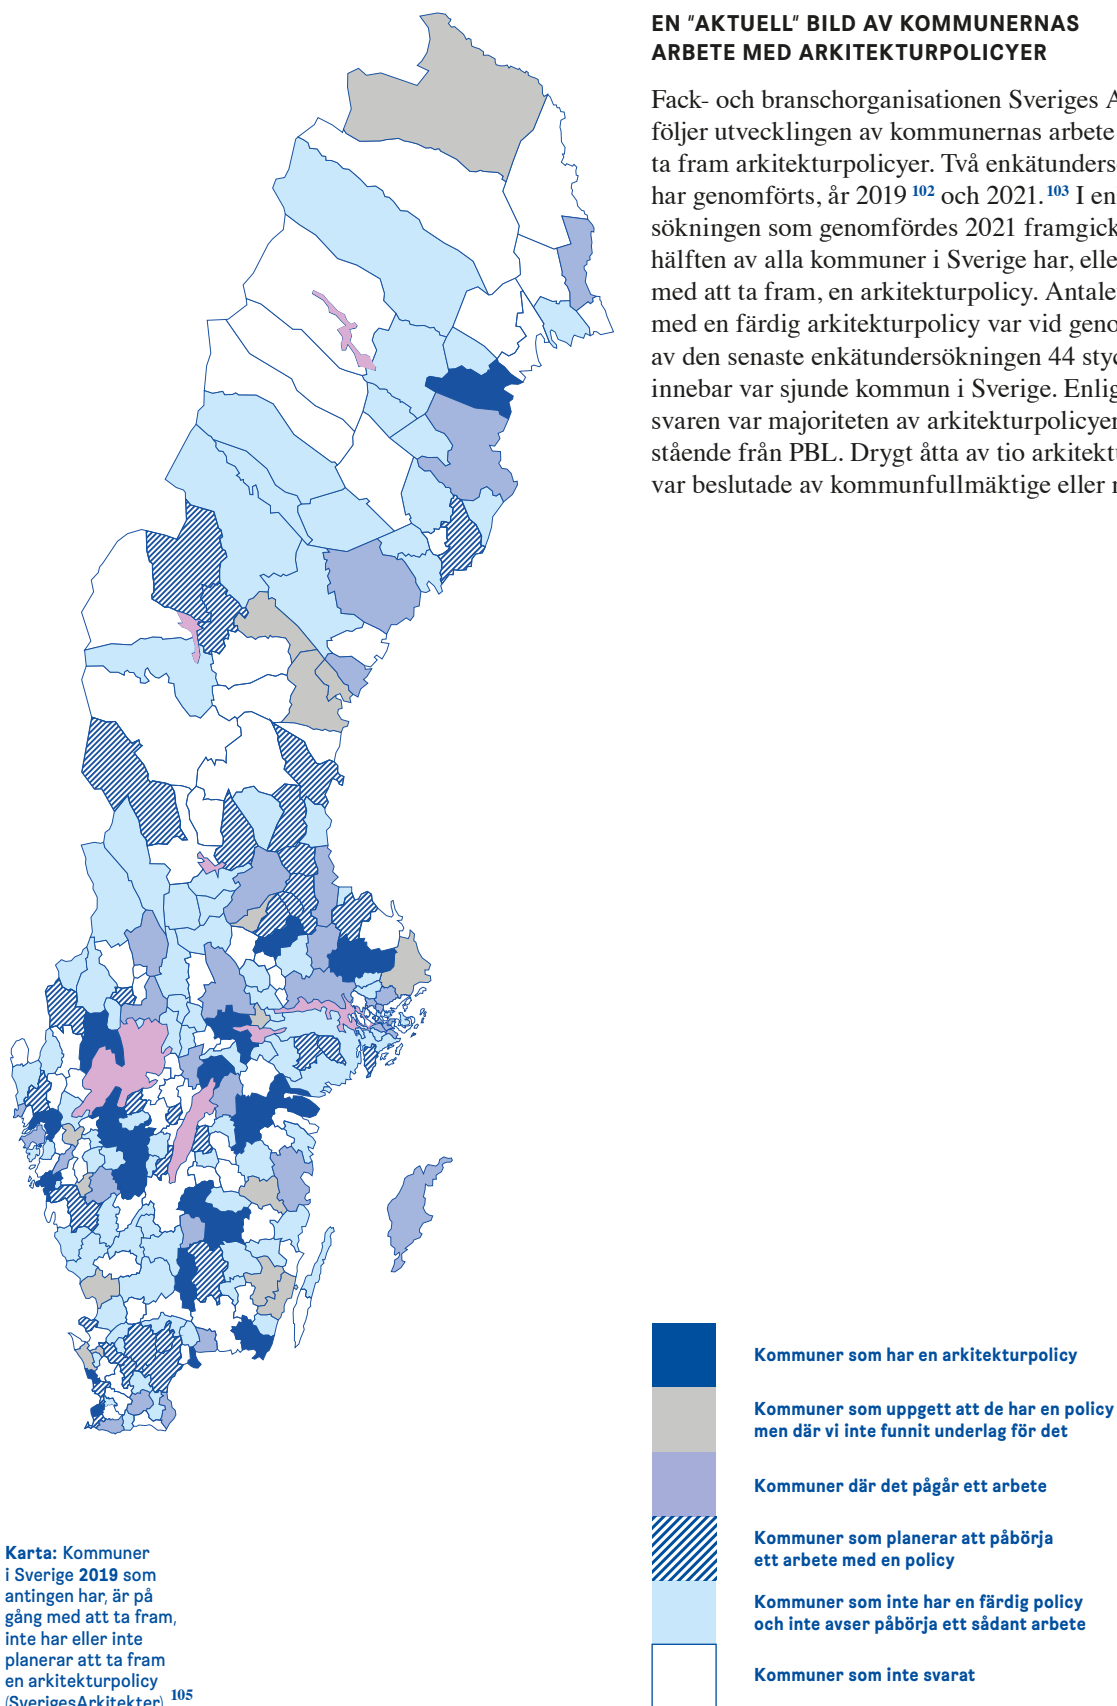 EN "AKTUELL" BILD AV KOMMUNERNAS
ARBETE MED ARKITEKTURPOLICYER
Fack- och branschorganisationen Sveriges
följer utvecklingen av kommunernas arbete
ta fram arkitekturpolicyer. Två
har genomförts, år 2019 102 och 2021. 103 I en
sökningen som genomfördes 2021 framgick
hälften av alla kommuner i Sverige har,
med att ta fram, en arkitekturpolicy.
med en färdig arkitekturpolicy var vid
av den senaste enkätundersökningen 44
innebar var sjunde kommun i Sverige.
svaren var majoriteten av
stående från PBL. Drygt åtta av tio
var beslutade av kommunfullmäktige eller
Kommuner som har en arkitekturpolicy
Kommuner som uppgett att de har en policy
men där vi inte funnit underlag för det
Kommuner där det pågår ett arbete
Kommuner som planerar att påbörja
ett arbete med en policy
Kommuner som inte har en färdig policy
och inte avser påbörja ett sådant arbete
Kommuner som inte svarat
Karta: Kommuner
i Sverige 2019 som
antingen har, är på
gång med att ta fram,
inte har eller inte
planerar att ta fram
en arkitekturpolicy
(SverigesArkitekter) 105